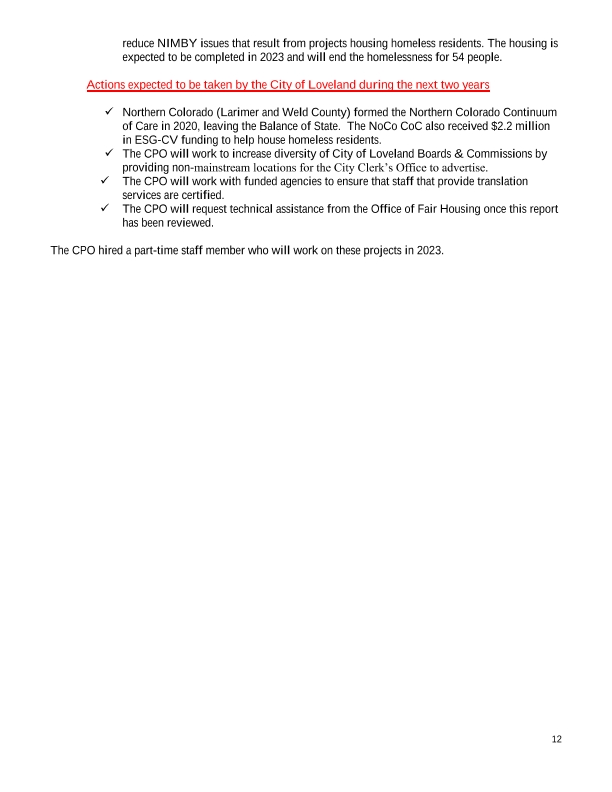 reduce NIMBY issues that result from projects housing homeless residents. The housing is
expected to be completed in 2023 and will end the homelessness for 54 people.
Actions expected to be taken by the City of Loveland during the next two years
✓ Northern Colorado (Larimer and Weld County) formed the Northern Colorado Continuum
of Care in 2020, leaving the Balance of State. The NoCo CoC also received $2.2 million
in ESG-CV funding to help house homeless residents.
✓ The CPO will work to increase diversity of City of Loveland Boards & Commissions by
providing non-mainstream locations for the City Clerk’s Office to advertise.
✓ The CPO will work with funded agencies to ensure that staff that provide translation
services are certified.
✓ The CPO will request technical assistance from the Office of Fair Housing once this report
has been reviewed.
The CPO hired a part-time staff member who will work on these projects in 2023.
12